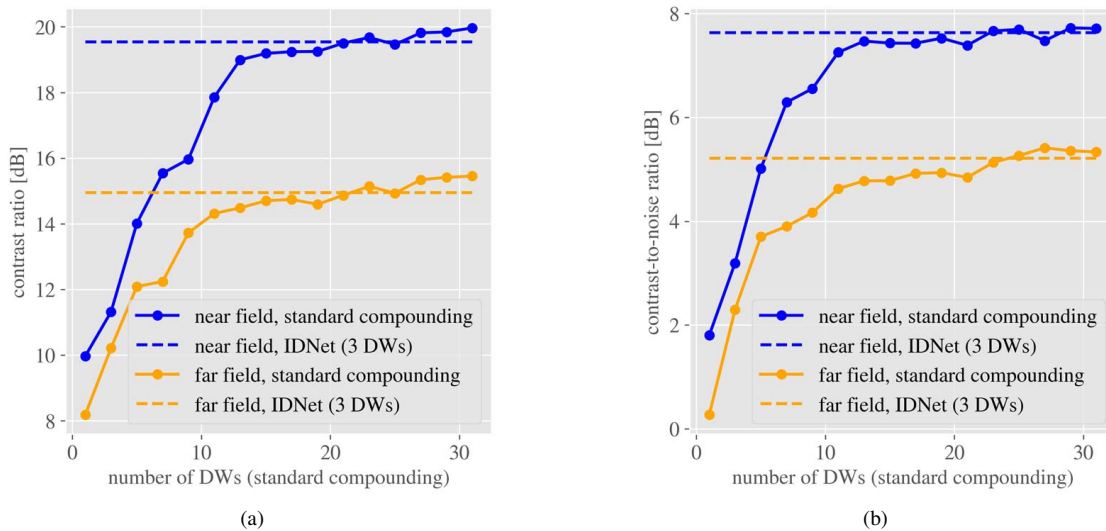 20
18
16
14
12
10
8
contrast ratio [dB]
near field, standard compounding
near field, IDNet (3 DWs)
far field, standard compounding
far field, IDNet (3 DWs)
0
10
20
30
number of DWs (standard compounding)
(a)
8
6
4
2
0
contrast-to-noise ratio [dB]
near field, standard compounding
near field, IDNet (3 DWs)
far field, standard compounding
far field, IDNet (3 DWs)
0
10
20
30
number of DWs (standard compounding)
(b)